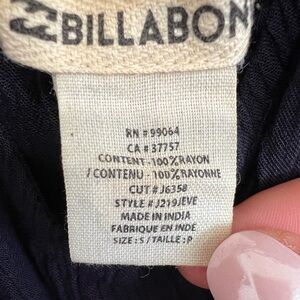 BILLABON
RN # 99064
CA # 37757
CONTENT - 100% RAYON
/ CONTENU - 100% RAYONNE
CUT # J6358
STYLE # J219JEVE
MADE IN INDIA
FABRIQUE EN INDE
SIZE : S / TAILLE : P